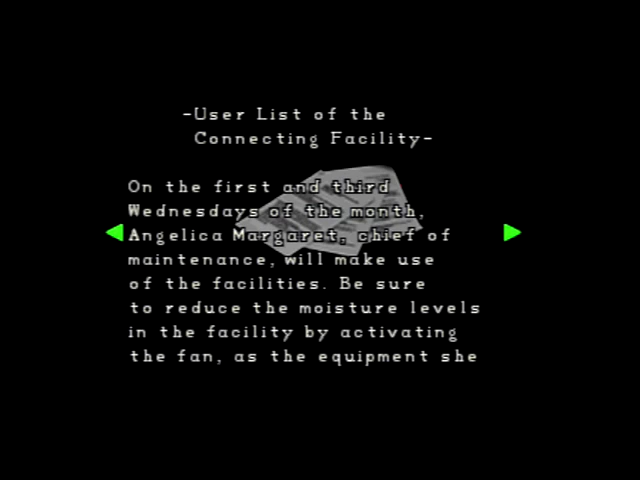 -User List of the
Connecting Facility-
On the first and third
Wednesdays of the month,
Angelica Margaret, chief of
maintenance, will make use
of the facilities. Be sure
to reduce the moisture levels
in the facility by activating
the fan, as the equipment she